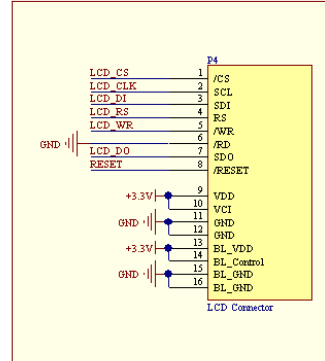 P4
LCD_CS 1 /CS
LCD_CLK 2 SCL
LCD_DI 3 SDI
LCD_RS 4 RS
LCD_WR 5 /WR
GND 6 /RD
LCD_DO 7 SDO
RESET 8 /RESET
+3.3V 9 VDD
10 VCI
GND 11 GND
12 GND
+3.3V 13 BL_VDD
14 BL_Control
GND 15 BL_GND
16 BL_GND
LCD Connector